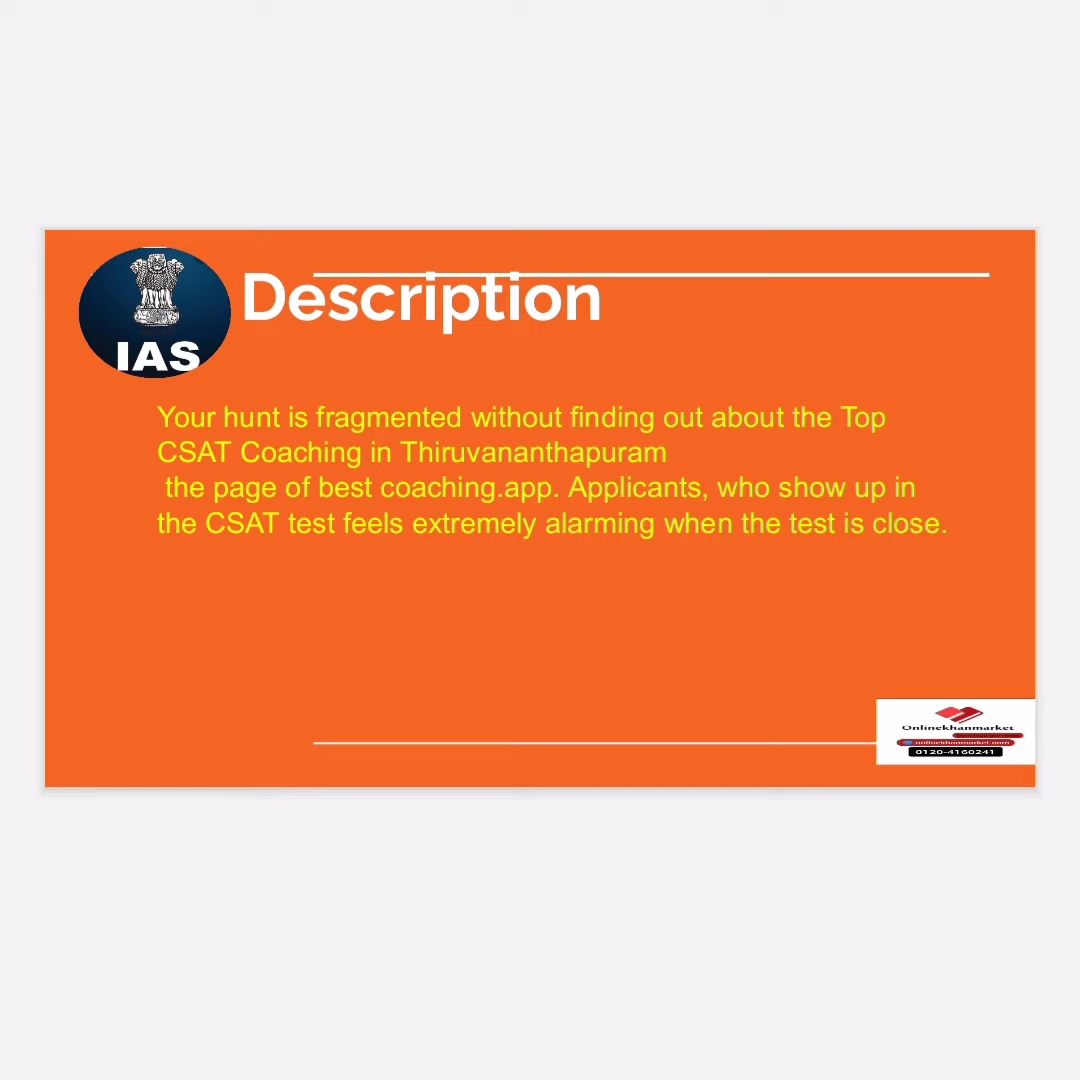 IAS
Description
Your hunt is fragmented without finding out about the Top
CSAT Coaching in Thiruvananthapuram
the page of best coaching.app. Applicants, who show up in
the CSAT test feels extremely alarming when the test is close.
Onlinekhanmarket
onlinekhanmarket.com
0120-4160241